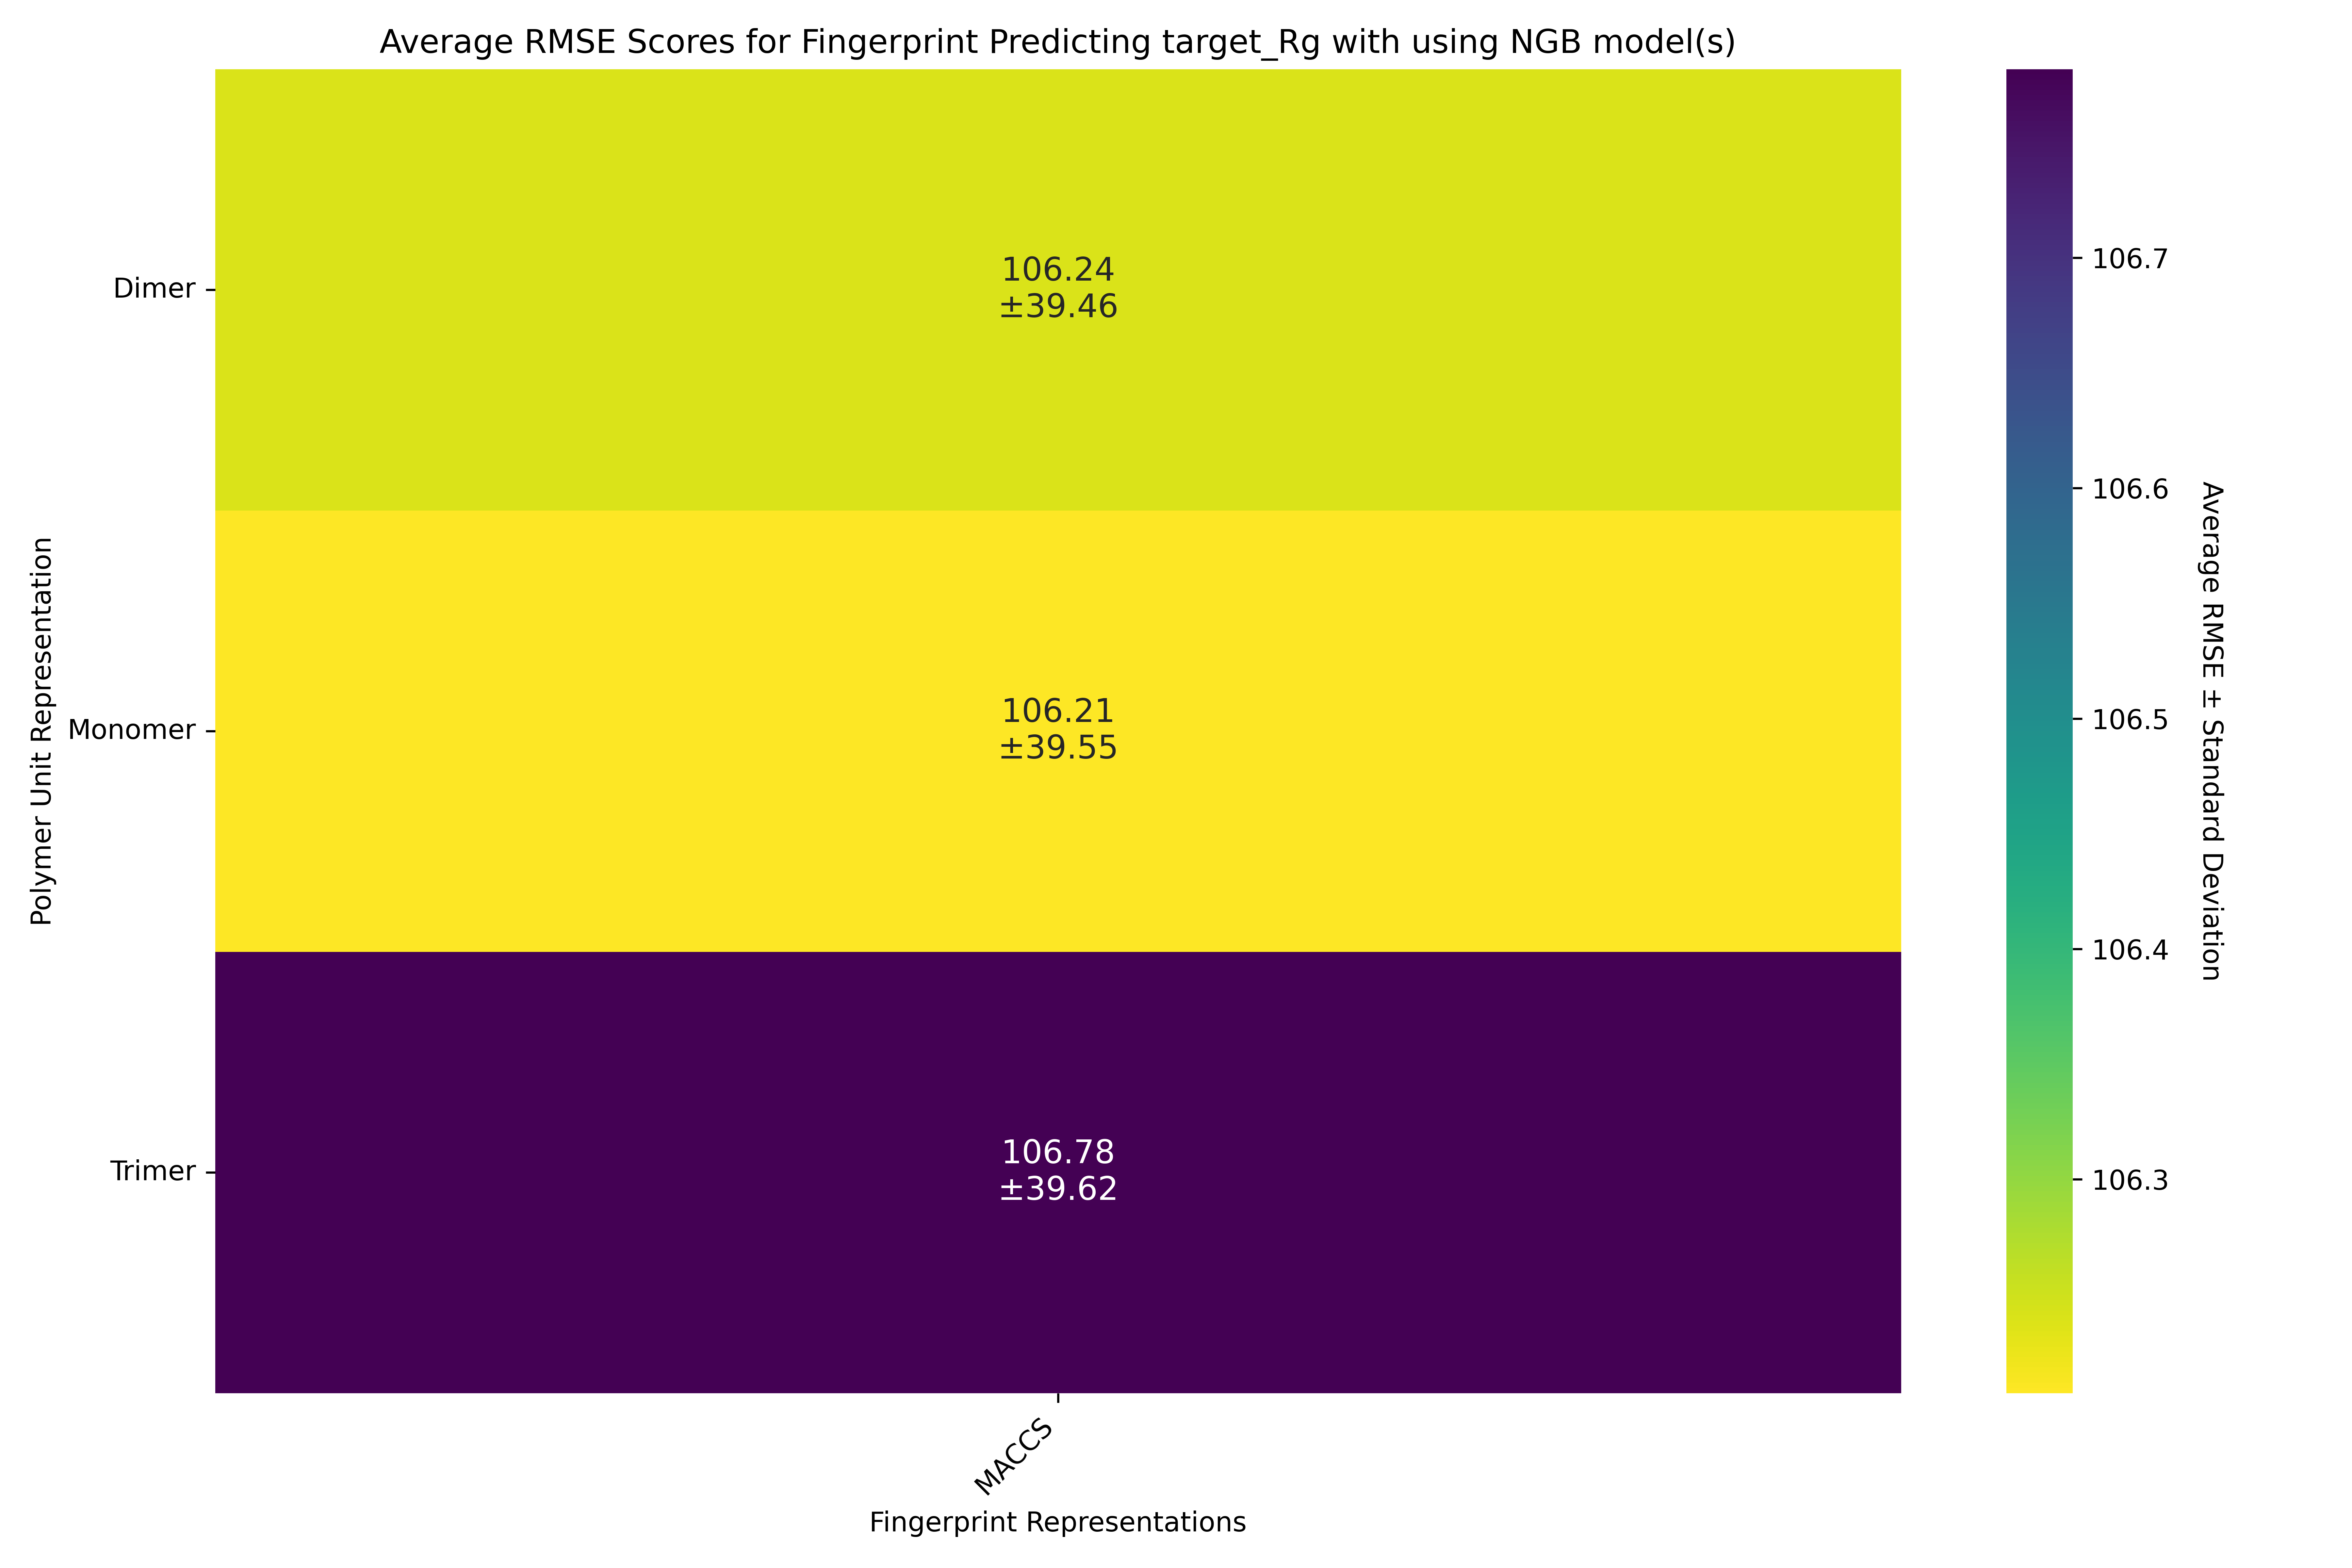 Average RMSE Scores for Fingerprint Predicting target_Rg with using NGB model(s)
Polymer Unit Representation
Dimer
106.24
±39.46
Monomer
106.21
±39.55
Trimer
106.78
±39.62
MACCS
Fingerprint Representations
106.7
106.6
106.5
106.4
106.3
Average RMSE ± Standard Deviation